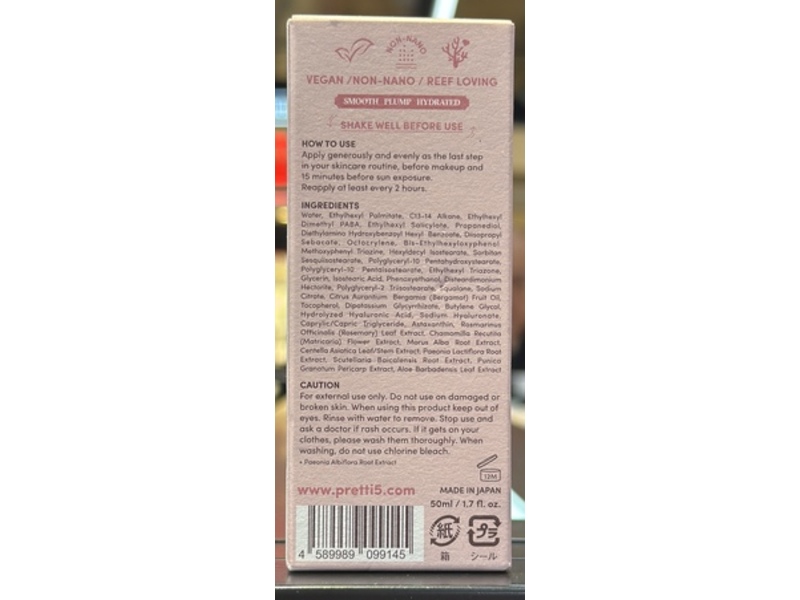 NON-NANO
VEGAN / NON-NANO / REEF LOVING
SMOOTH PLUMP HYDRATED
SHAKE WELL BEFORE USE
HOW TO USE
Apply generously and evenly as the last step
in your skincare routine, before makeup and
15 minutes before sun exposure.
Reapply at least every 2 hours.
INGREDIENTS
Water, Ethylhexyl Palmitate, C13-14 Alkane, Ethylhexyl
Dimethyl PABA, Ethylhexyl Salicylate, Propanediol,
Diethylamino Hydroxybenzoyl Hexyl Benzoate, Diisopropyl
Sebacate, Octocrylene, Bis-Ethylhexyloxyphenol
Methoxyphenyl Triazine, Hexyldecyl Isostearate, Sorbitan
Sesquiisostearate, Polyglyceryl-10 Pentahydroxystearate,
Polyglyceryl-10 Pentaisostearate, Ethylhexyl Triazone,
Glycerin, Isostearic Acid, Phenoxyethanol, Disteardimonium
Hectorite, Polyglyceryl-2 Triisostearate, Squalane, Sodium
Citrate, Citrus Aurantium Bergamia (Bergamot) Fruit Oil,
Tocopherol, Dipotassium Glycyrrhizate, Butylene Glycol,
Hydrolyzed Hyaluronic Acid, Sodium Hyaluronate,
Caprylic/Capric Triglyceride, Astaxanthin, Rosmarinus
Officinalis (Rosemary) Leaf Extract, Chamomilla Recutita
(Matricaria) Flower Extract, Morus Alba Root Extract,
Centella Asiatica Leaf/Stem Extract, Paeonia Lactiflora Root
Extract, Scutellaria Baicalensis Root Extract, Punica
Granatum Pericarp Extract, Aloe Barbadensis Leaf Extract
CAUTION
For external use only. Do not use on damaged or
broken skin. When using this product keep out of
eyes. Rinse with water to remove. Stop use and
ask a doctor if rash occurs. If it gets on your
clothes, please wash them thoroughly. When
washing, do not use chlorine bleach.
• Paeonia Albiflora Root Extract
12M
www.pretti5.com
MADE IN JAPAN
50ml / 1.7 fl. oz.
4 589989 099145
紙 プラ
箱 シール